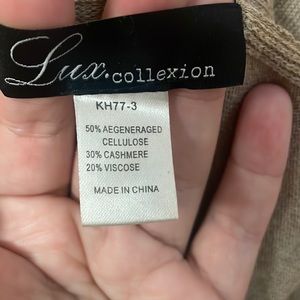 Lux.collexion
KH77-3
50% AEGENERAGED
CELLULOSE
30% CASHMERE
20% VISCOSE
MADE IN CHINA